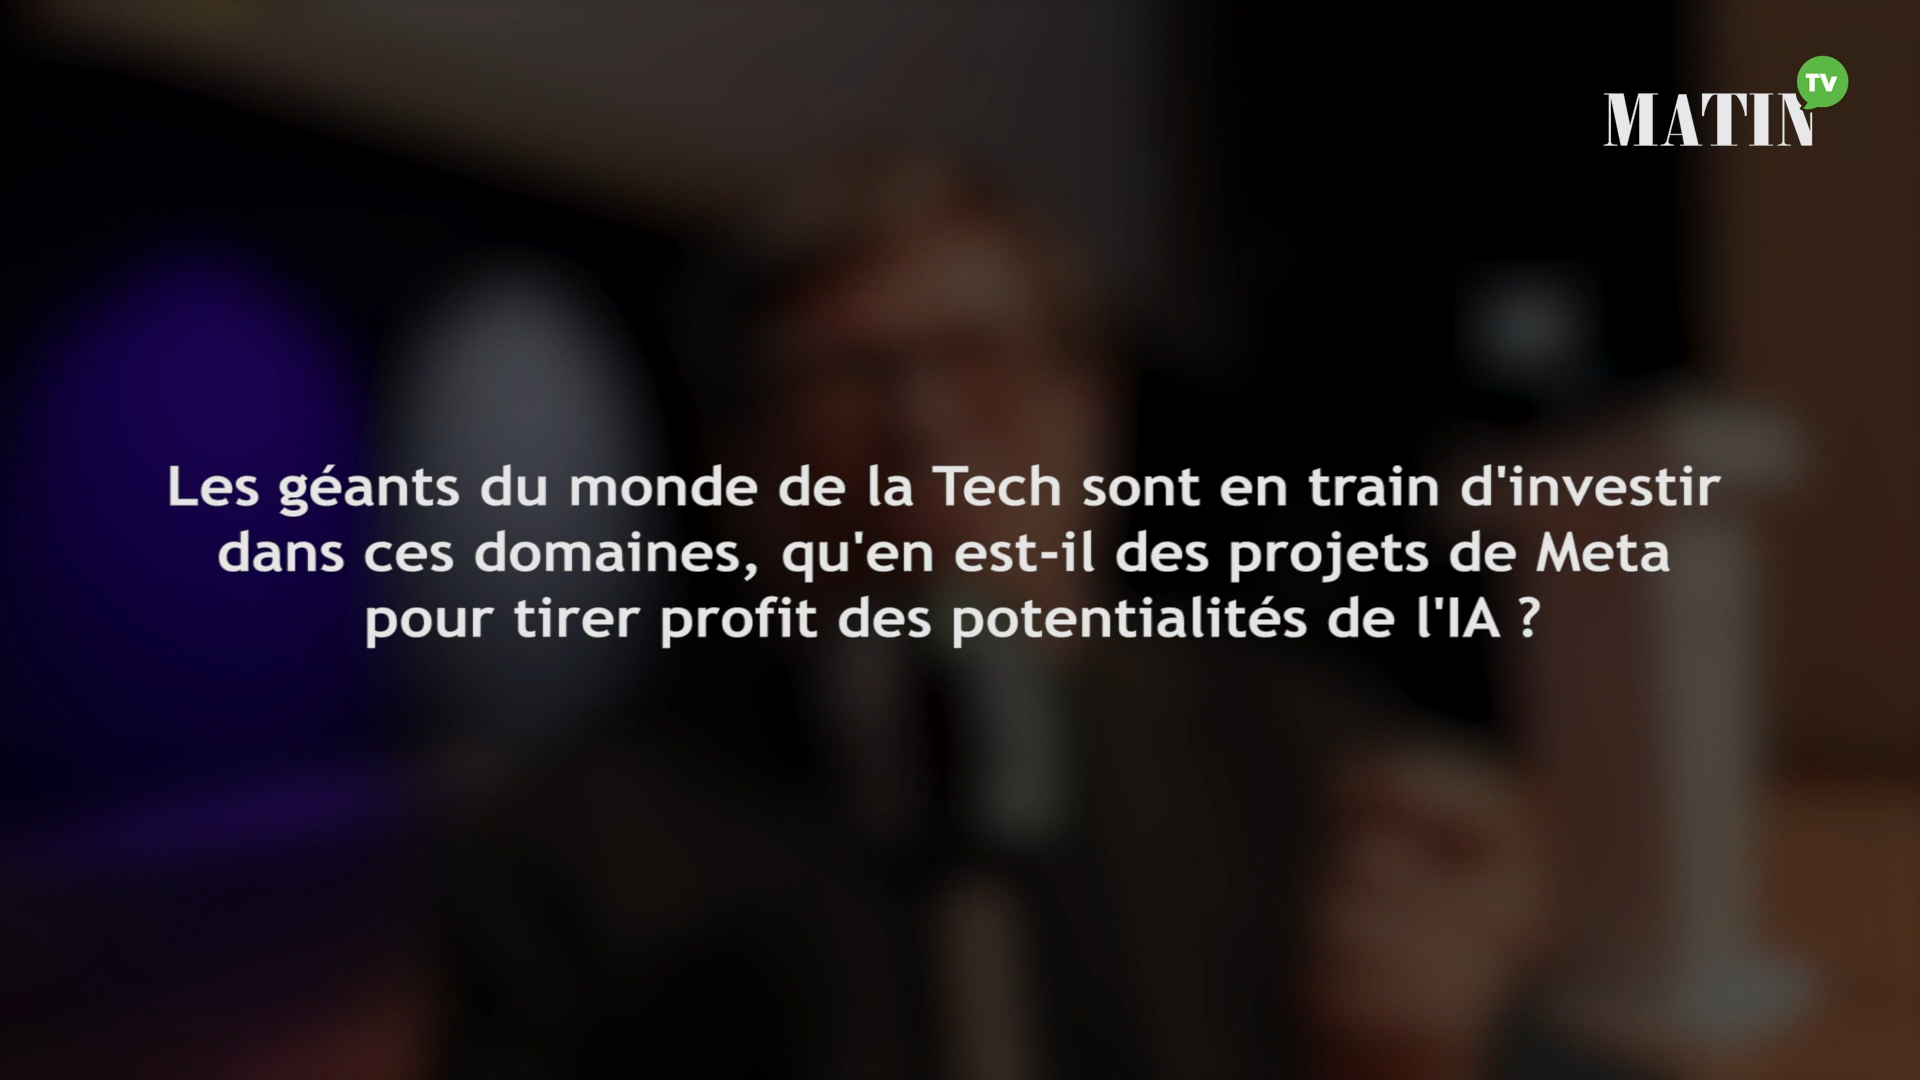 TV
MATIN
Les géants du monde de la Tech sont en train d'investir
dans ces domaines, qu'en est-il des projets de Meta
pour tirer profit des potentialités de l'IA ?